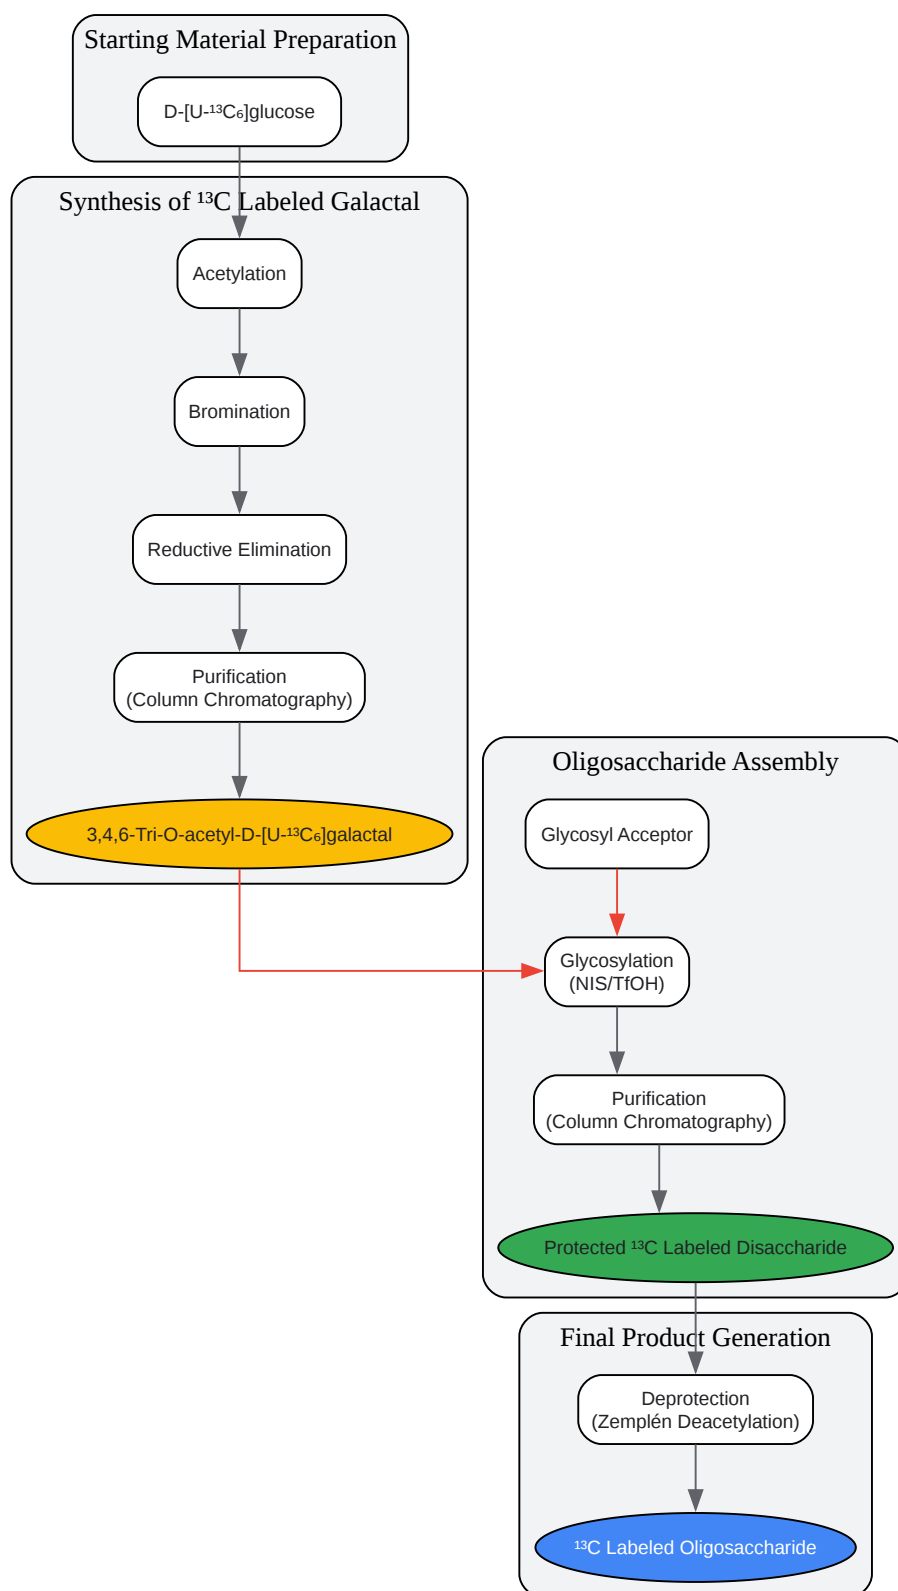 Starting Material Preparation
D-[U-¹³C₆]glucose
Synthesis of ¹³C Labeled Galactal
Acetylation
Bromination
Reductive Elimination
Purification
(Column Chromatography)
3,4,6-Tri-O-acetyl-D-[U-¹³C₆]galactal
Oligosaccharide Assembly
Glycosyl Acceptor
Glycosylation
(NIS/TfOH)
Purification
(Column Chromatography)
Protected ¹³C Labeled Disaccharide
Final Product Generation
Deprotection
(Zemplén Deacetylation)
¹³C Labeled Oligosaccharide